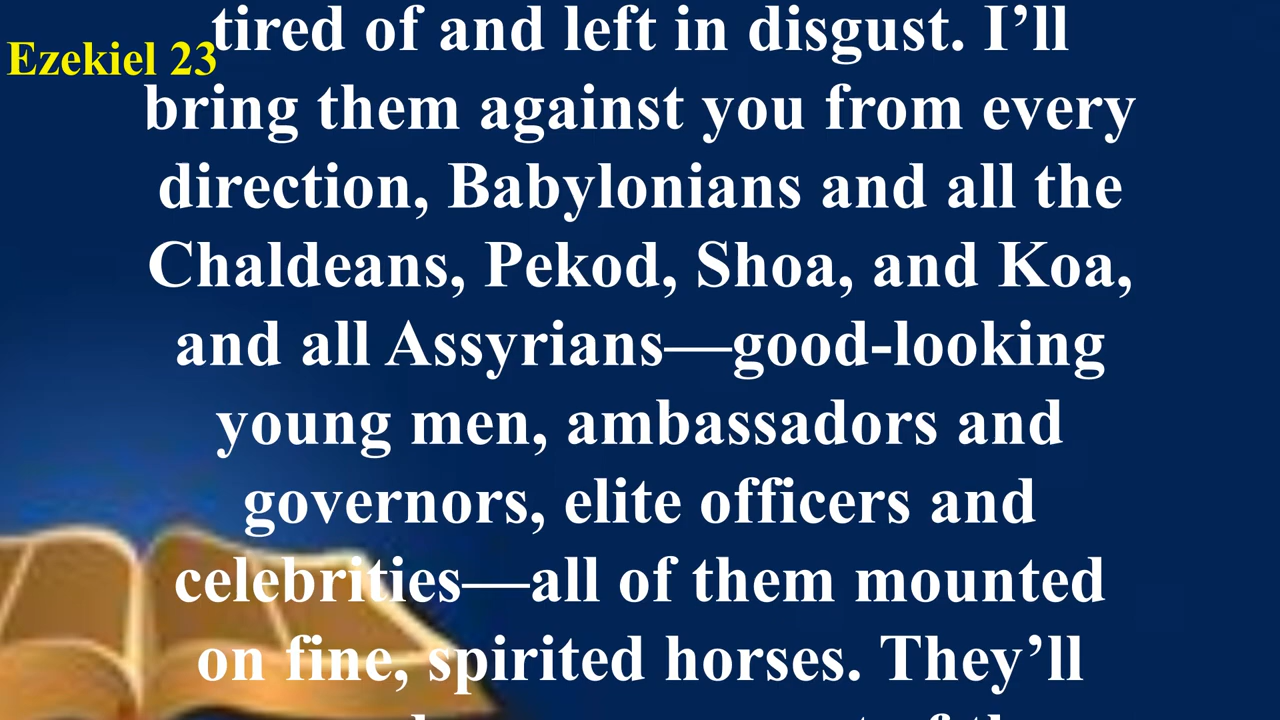 Ezekiel 23
tired of and left in disgust. I’ll
bring them against you from every
direction, Babylonians and all the
Chaldeans, Pekod, Shoa, and Koa,
and all Assyrians—good-looking
young men, ambassadors and
governors, elite officers and
celebrities—all of them mounted
on fine, spirited horses. They’ll